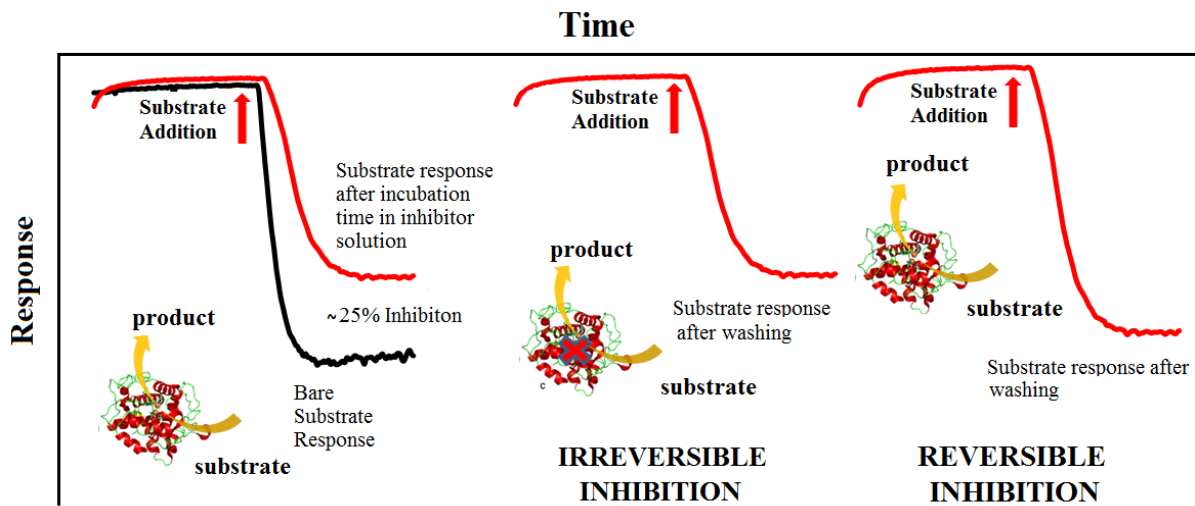 Time
Response
Substrate
Addition
Substrate response
after incubation
time in inhibitor
solution
~25% Inhibiton
product
substrate
Bare
Substrate
Response
Substrate
Addition
product
Substrate response
after washing
substrate
c
IRREVERSIBLE
INHIBITION
Substrate
Addition
product
substrate
Substrate response after
washing
REVERSIBLE
INHIBITION